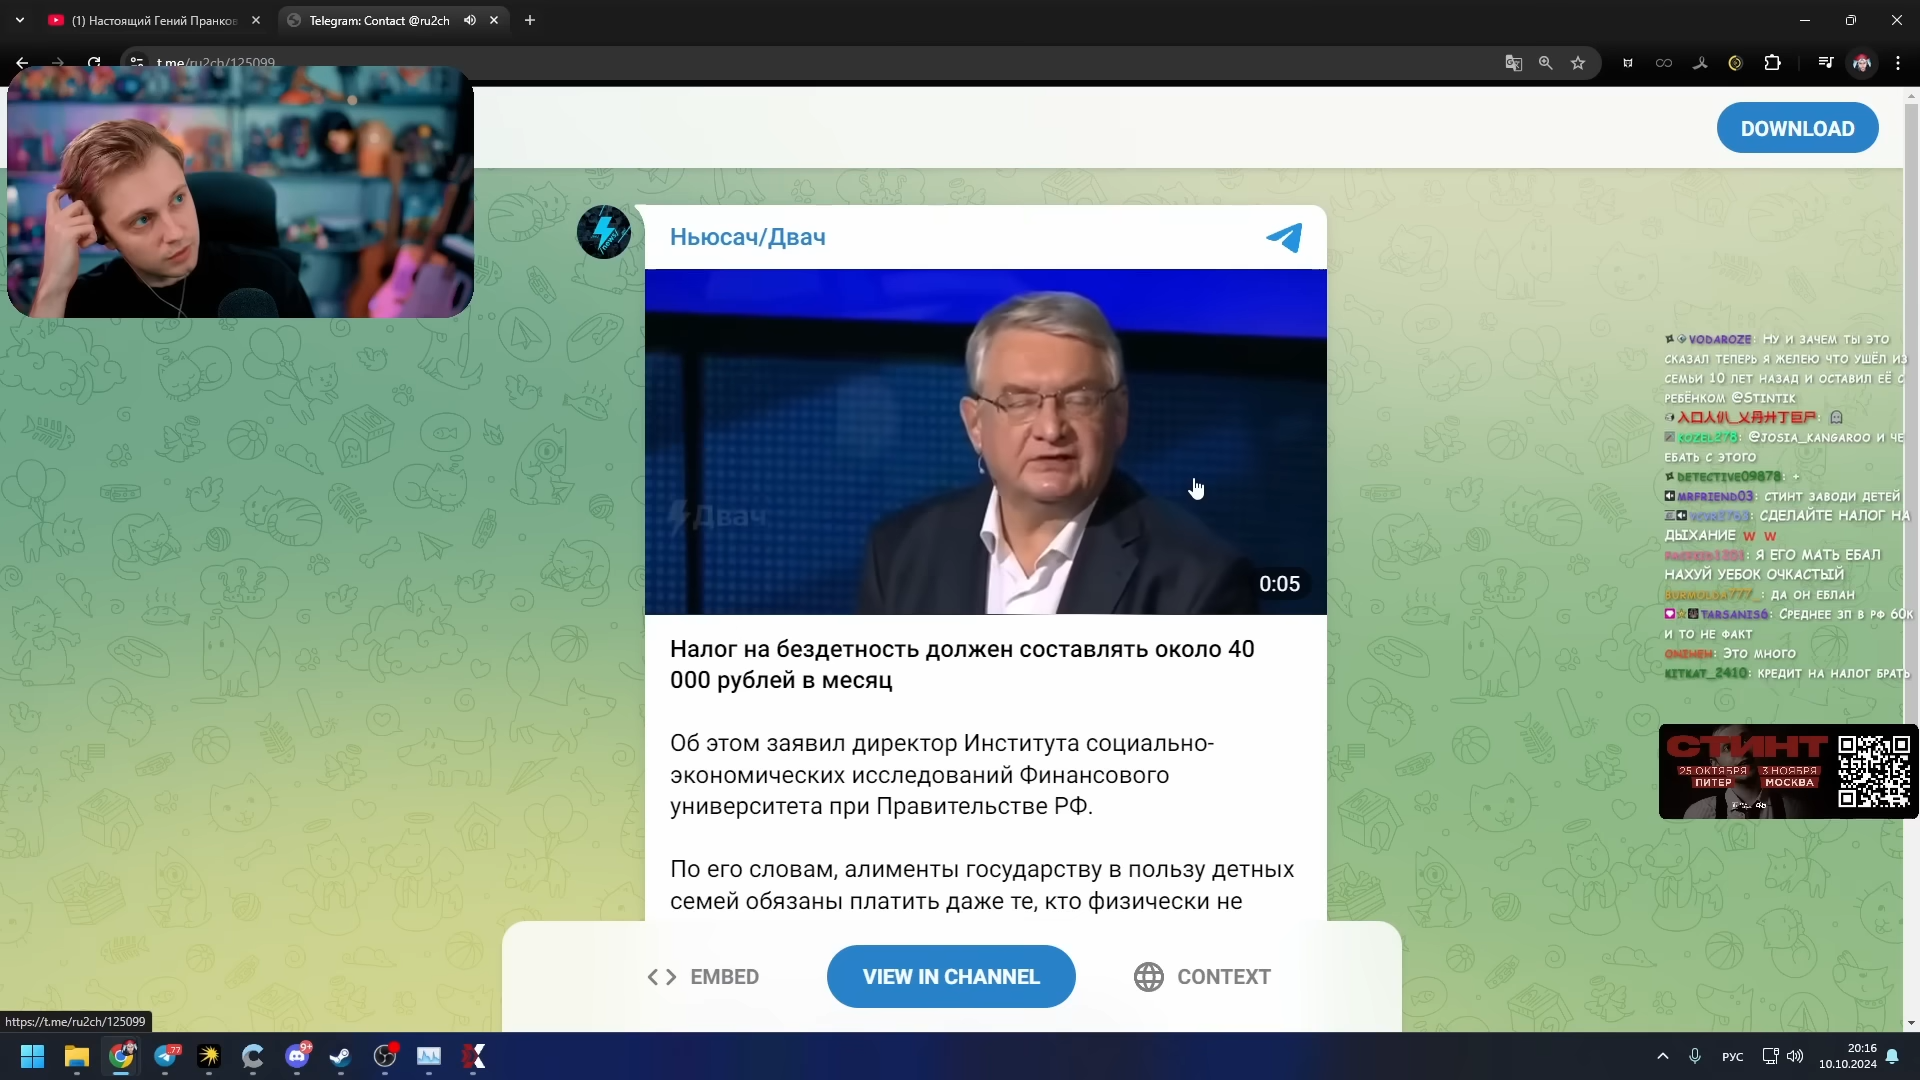 (1) Настоящий Гений Пранков
Telegram: Contact @ru2ch
t.me/ru2ch/125099
DOWNLOAD
Ньюсач/Двач
Двач
0:05
Налог на бездетность должен составлять около 40
000 рублей в месяц
Об этом заявил директор Института социально-
экономических исследований Финансового
университета при Правительстве РФ.
По его словам, алименты государству в пользу детных
семей обязаны платить даже те, кто физически не
EMBED
VIEW IN CHANNEL
CONTEXT
VODAROZE: Ну и зачем ты это
сказал теперь я желею что ушёл из
семьи 10 лет назад и оставил её с
ребёнком @Stintik
KOZEL278: @josia_kangaroo и че
ебать с этого
DETECTIVE09878: +
MRFRIEND03: стинт заводи детей
: СДЕЛАЙТЕ НАЛОГ НА
ДЫХАНИЕ
: Я ЕГО МАТЬ ЕБАЛ
НАХУЙ УЕБОК ОЧКАСТЫЙ
BURMOLDA777_: да он еблан
TARSANIS6: Среднее зп в рф 60к
и то не факт
: Это много
KITKAT_2410: кредит на налог брать
СТИНТ
25 ОКТЯБРЯ
3 НОЯБРЯ
ПИТЕР
МОСКВА
https://t.me/ru2ch/125099
77
9+
РУС
20:16
10.10.2024